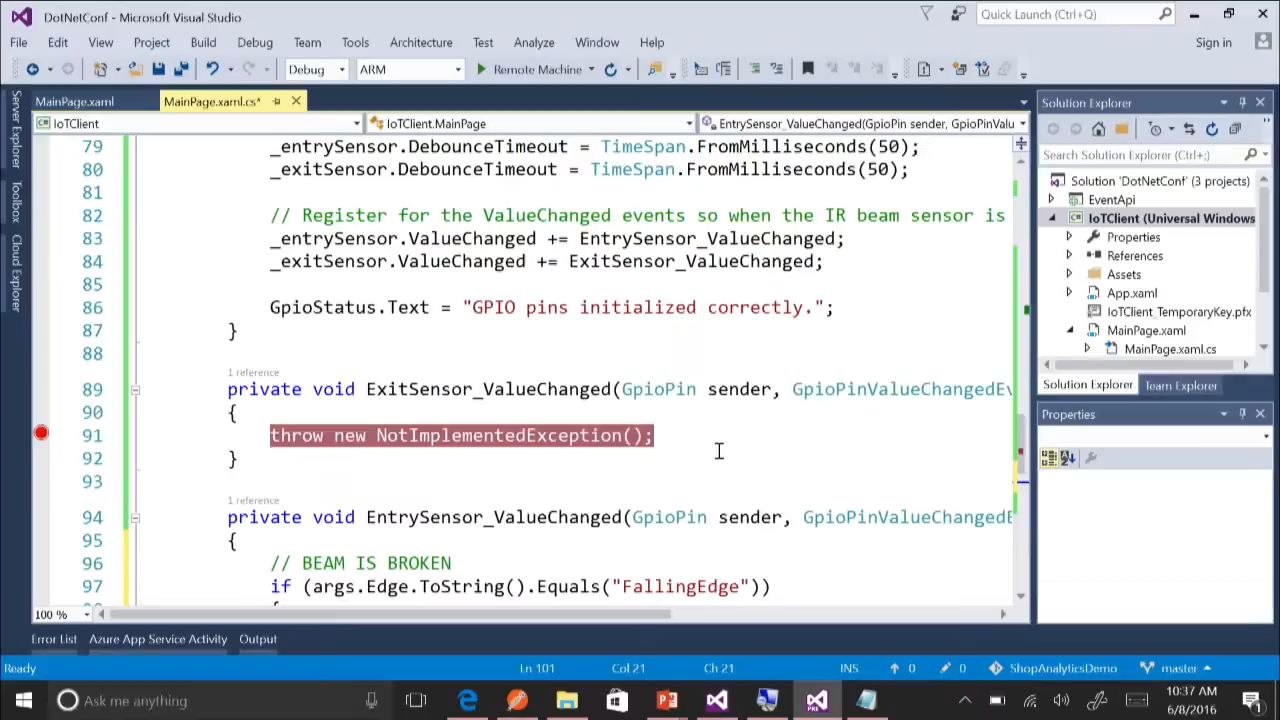 DotNetConf - Microsoft Visual Studio
Quick Launch (Ctrl+Q)
File Edit View Project Build Debug Team Tools Architecture Test Analyze Window Help
Sign in
Debug ARM Remote Machine
Server Explorer
Toolbox
Cloud Explorer
MainPage.xaml MainPage.xaml.cs*
IoTClient IoTClient.MainPage EntrySensor_ValueChanged(GpioPin sender, GpioPinValu
79 _entrySensor.DebounceTimeout = TimeSpan.FromMilliseconds(50);
80 _exitSensor.DebounceTimeout = TimeSpan.FromMilliseconds(50);
81
82 // Register for the ValueChanged events so when the IR beam sensor is
83 _entrySensor.ValueChanged += EntrySensor_ValueChanged;
84 _exitSensor.ValueChanged += ExitSensor_ValueChanged;
85
86 GpioStatus.Text = "GPIO pins initialized correctly.";
87 }
88
1 reference
89 private void ExitSensor_ValueChanged(GpioPin sender, GpioPinValueChangedEv
90 {
91 throw new NotImplementedException();
92 }
93
1 reference
94 private void EntrySensor_ValueChanged(GpioPin sender, GpioPinValueChangedE
95 {
96 // BEAM IS BROKEN
97 if (args.Edge.ToString().Equals("FallingEdge"))
98 {
100 %
Solution Explorer
Search Solution Explorer (Ctrl+;)
Solution 'DotNetConf' (3 projects)
EventApi
IoTClient (Universal Windows
Properties
References
Assets
App.xaml
IoTClient_TemporaryKey.pfx
MainPage.xaml
MainPage.xaml.cs
Solution Explorer Team Explorer
Properties
Error List Azure App Service Activity Output
Ready Ln 101 Col 21 Ch 21 INS 0 0 ShopAnalyticsDemo master
Ask me anything
10:37 AM
6/8/2016